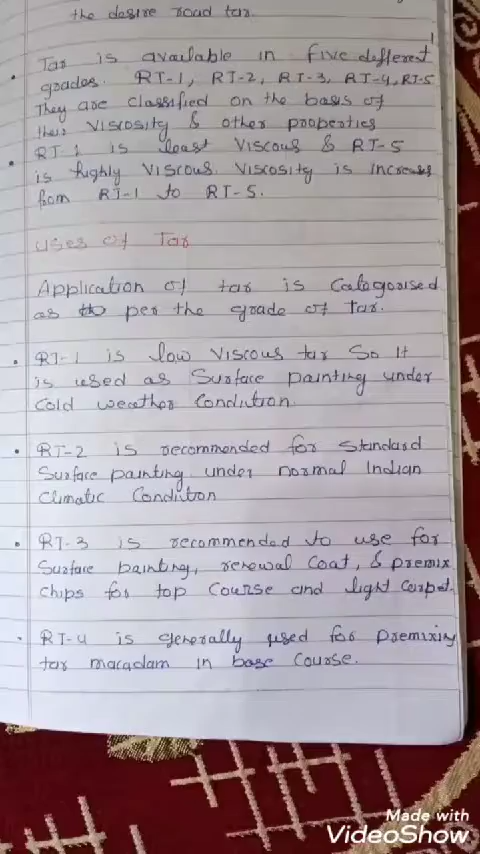 the desire road tar.
• Tar is available in five different
grades. RT-1, RT-2, RT-3, RT-4, RT-5
They are classified on the basis of
their viscosity & other properties
• RT-1 is least viscous & RT-5
is highly viscous. Viscosity is increases
from RT-1 to RT-5.
Uses of Tar
Application of tar is Categorised
as per the grade of Tar.
• RT-1 is low viscous tar so it
is used as surface painting under
cold weather condition.
• RT-2 is recommended for standard
surface painting under normal Indian
climatic condition
• RT-3 is recommended to use for
surface painting, renewal coat, & premix
chips for top course and light carpet.
• RT-4 is generally used for premixing
tar macadam in base course.
Made with
VideoShow